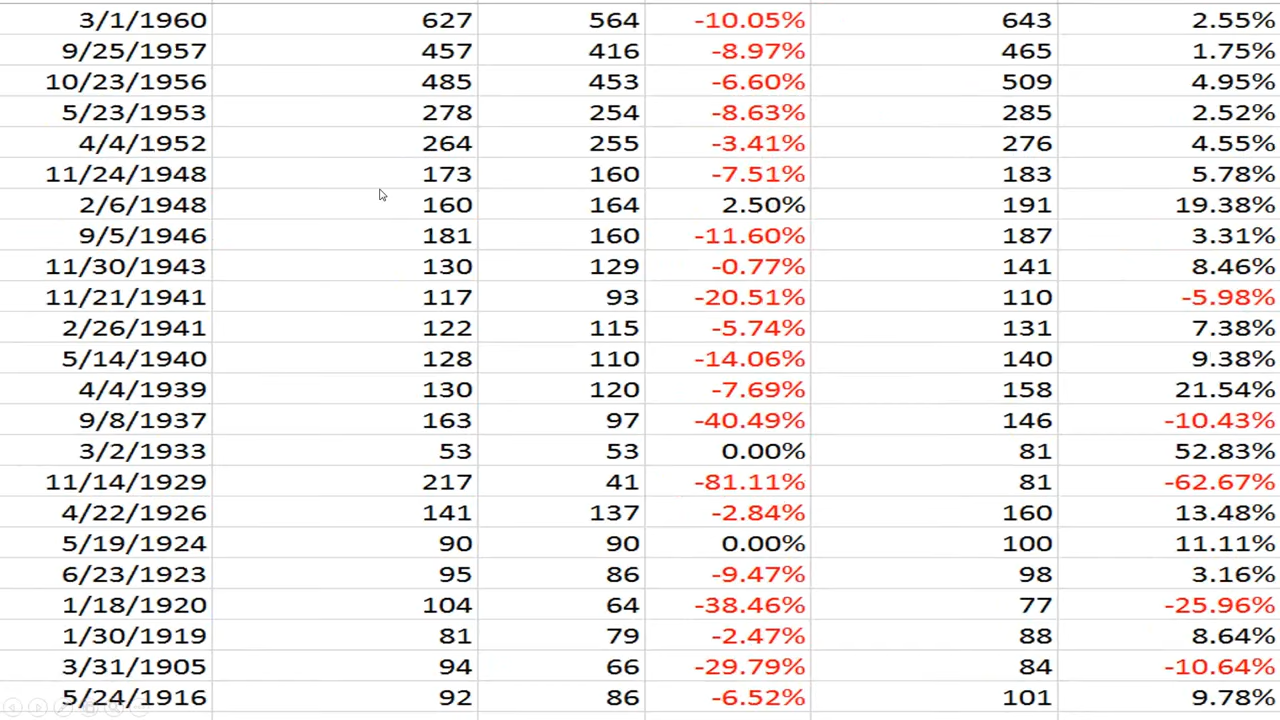 3/1/1960 627 564 -10.05% 643 2.55%
9/25/1957 457 416 -8.97% 465 1.75%
10/23/1956 485 453 -6.60% 509 4.95%
5/23/1953 278 254 -8.63% 285 2.52%
4/4/1952 264 255 -3.41% 276 4.55%
11/24/1948 173 160 -7.51% 183 5.78%
2/6/1948 160 164 2.50% 191 19.38%
9/5/1946 181 160 -11.60% 187 3.31%
11/30/1943 130 129 -0.77% 141 8.46%
11/21/1941 117 93 -20.51% 110 -5.98%
2/26/1941 122 115 -5.74% 131 7.38%
5/14/1940 128 110 -14.06% 140 9.38%
4/4/1939 130 120 -7.69% 158 21.54%
9/8/1937 163 97 -40.49% 146 -10.43%
3/2/1933 53 53 0.00% 81 52.83%
11/14/1929 217 41 -81.11% 81 -62.67%
4/22/1926 141 137 -2.84% 160 13.48%
5/19/1924 90 90 0.00% 100 11.11%
6/23/1923 95 86 -9.47% 98 3.16%
1/18/1920 104 64 -38.46% 77 -25.96%
1/30/1919 81 79 -2.47% 88 8.64%
3/31/1905 94 66 -29.79% 84 -10.64%
5/24/1916 92 86 -6.52% 101 9.78%